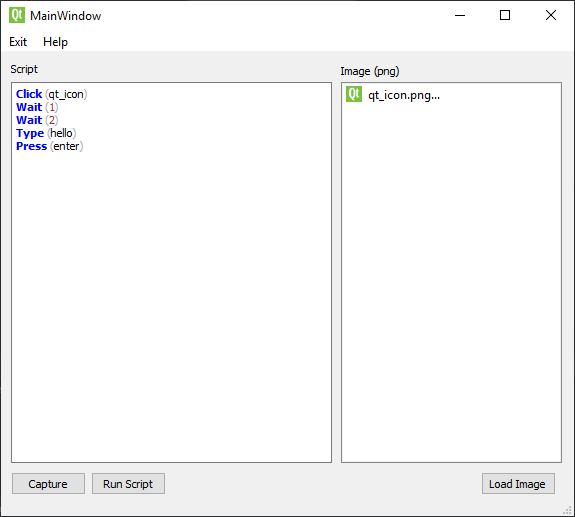 Qt MainWindow
Exit Help
Script
Click (qt_icon)
Wait (1)
Wait (2)
Type (hello)
Press (enter)
Image (png)
Qt qt_icon.png...
Capture Run Script Load Image